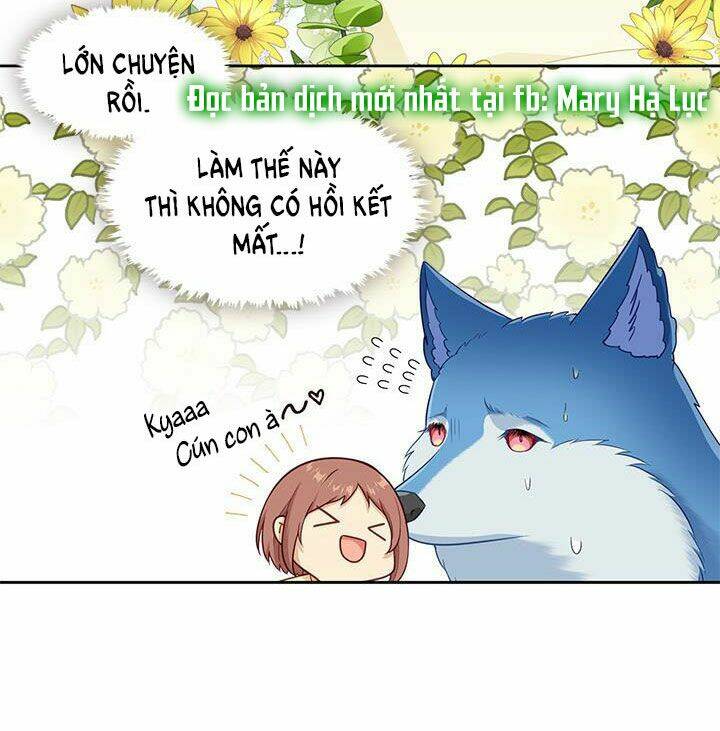 LỚN CHUYỆN
RỒI.
Đọc bản dịch mới nhất tại fb: Mary Hạ Lục
LÀM THẾ NÀY
THÌ KHÔNG CÓ HỒI KẾT
MẤT...!
Kyaaa
Cún con à~♡